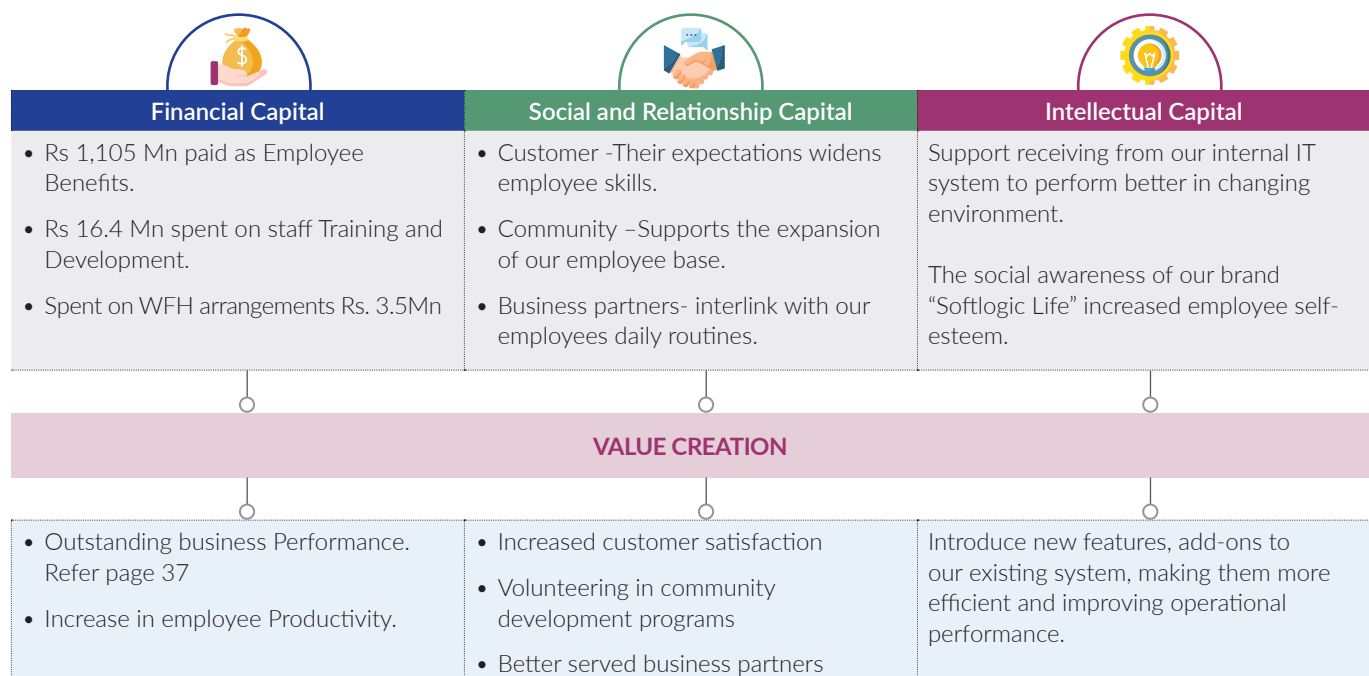 $
Financial Capital
• Rs 1,105 Mn paid as Employee
Benefits.
• Rs 16.4 Mn spent on staff Training and
Development.
• Spent on WFH arrangements Rs. 3.5Mn
Social and Relationship Capital
• Customer -Their expectations widens
employee skills.
• Community –Supports the expansion
of our employee base.
• Business partners- interlink with our
employees daily routines.
Intellectual Capital
Support receiving from our internal IT
system to perform better in changing
environment.
The social awareness of our brand
“Softlogic Life” increased employee self-
esteem.
VALUE CREATION
• Outstanding business Performance.
Refer page 37
• Increase in employee Productivity.
• Increased customer satisfaction
• Volunteering in community
development programs
• Better served business partners
Introduce new features, add-ons to
our existing system, making them more
efficient and improving operational
performance.